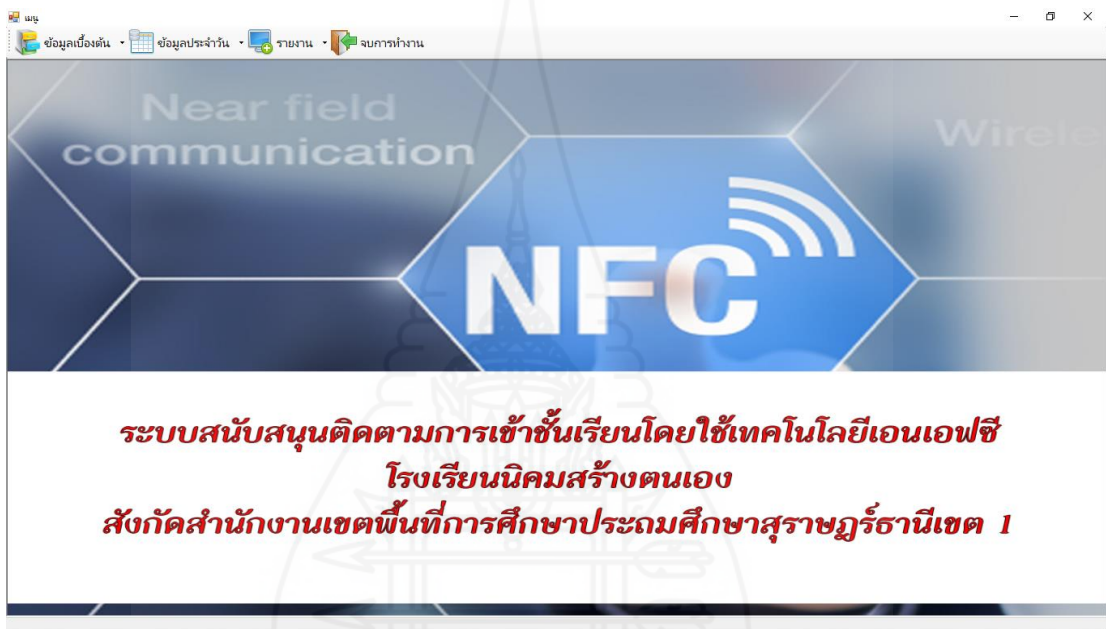 เมนู
ข้อมูลเบื้องต้น ข้อมูลประจำวัน รายงาน จบการทำงาน
Near field
communication
Wirele
NFC
ระบบสนับสนุนติดตามการเข้าชั้นเรียนโดยใช้เทคโนโลยีเอนเอฟซี
โรงเรียนนิคมสร้างตนเอง
สังกัดสำนักงานเขตพื้นที่การศึกษาประถมศึกษาสุราษฎร์ธานีเขต 1